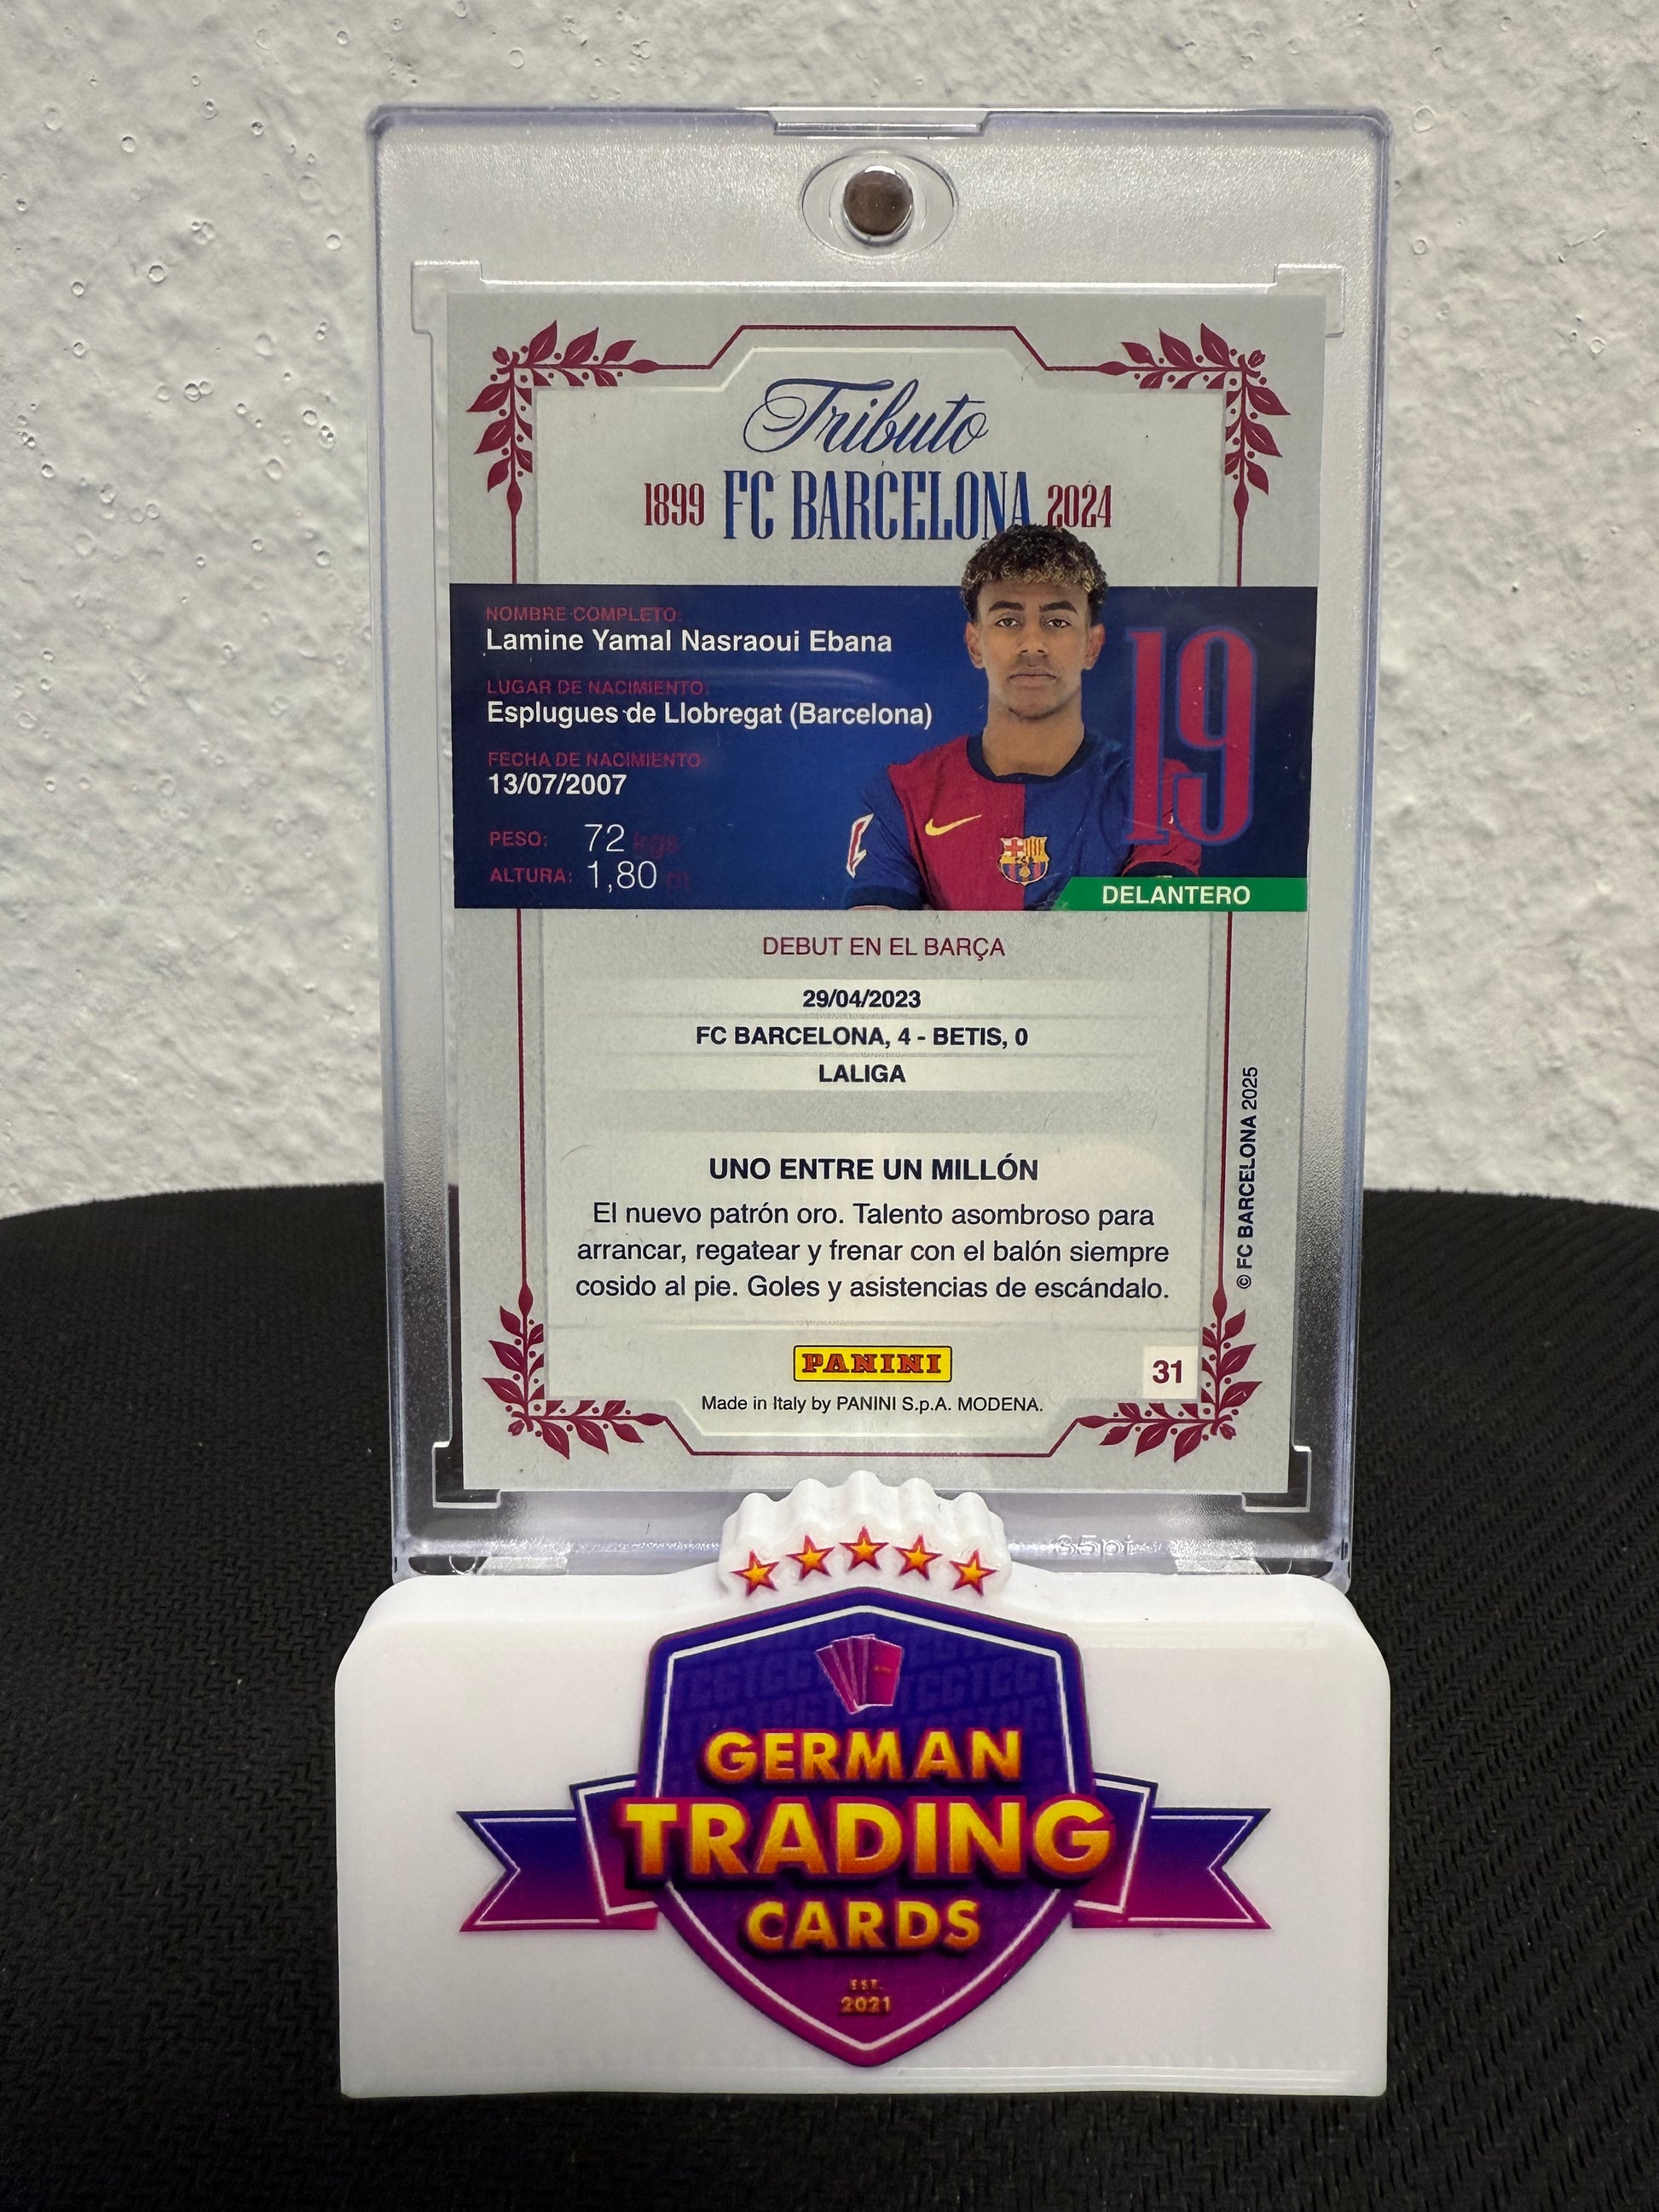 Tributo
1899 FC BARCELONA 2024
NOMBRE COMPLETO:
Lamine Yamal Nasraoui Ebana
LUGAR DE NACIMIENTO:
Esplugues de Llobregat (Barcelona)
FECHA DE NACIMIENTO:
13/07/2007
PESO: 72 kgs
ALTURA: 1,80 m
19
DELANTERO
DEBUT EN EL BARÇA
29/04/2023
FC BARCELONA, 4 - BETIS, 0
LALIGA
UNO ENTRE UN MILLÓN
El nuevo patrón oro. Talento asombroso para
arrancar, regatear y frenar con el balón siempre
cosido al pie. Goles y asistencias de escándalo.
© FC BARCELONA 2025
PANINI
31
Made in Italy by PANINI S.p.A. MODENA.
GERMAN
TRADING
CARDS
EST.
2021